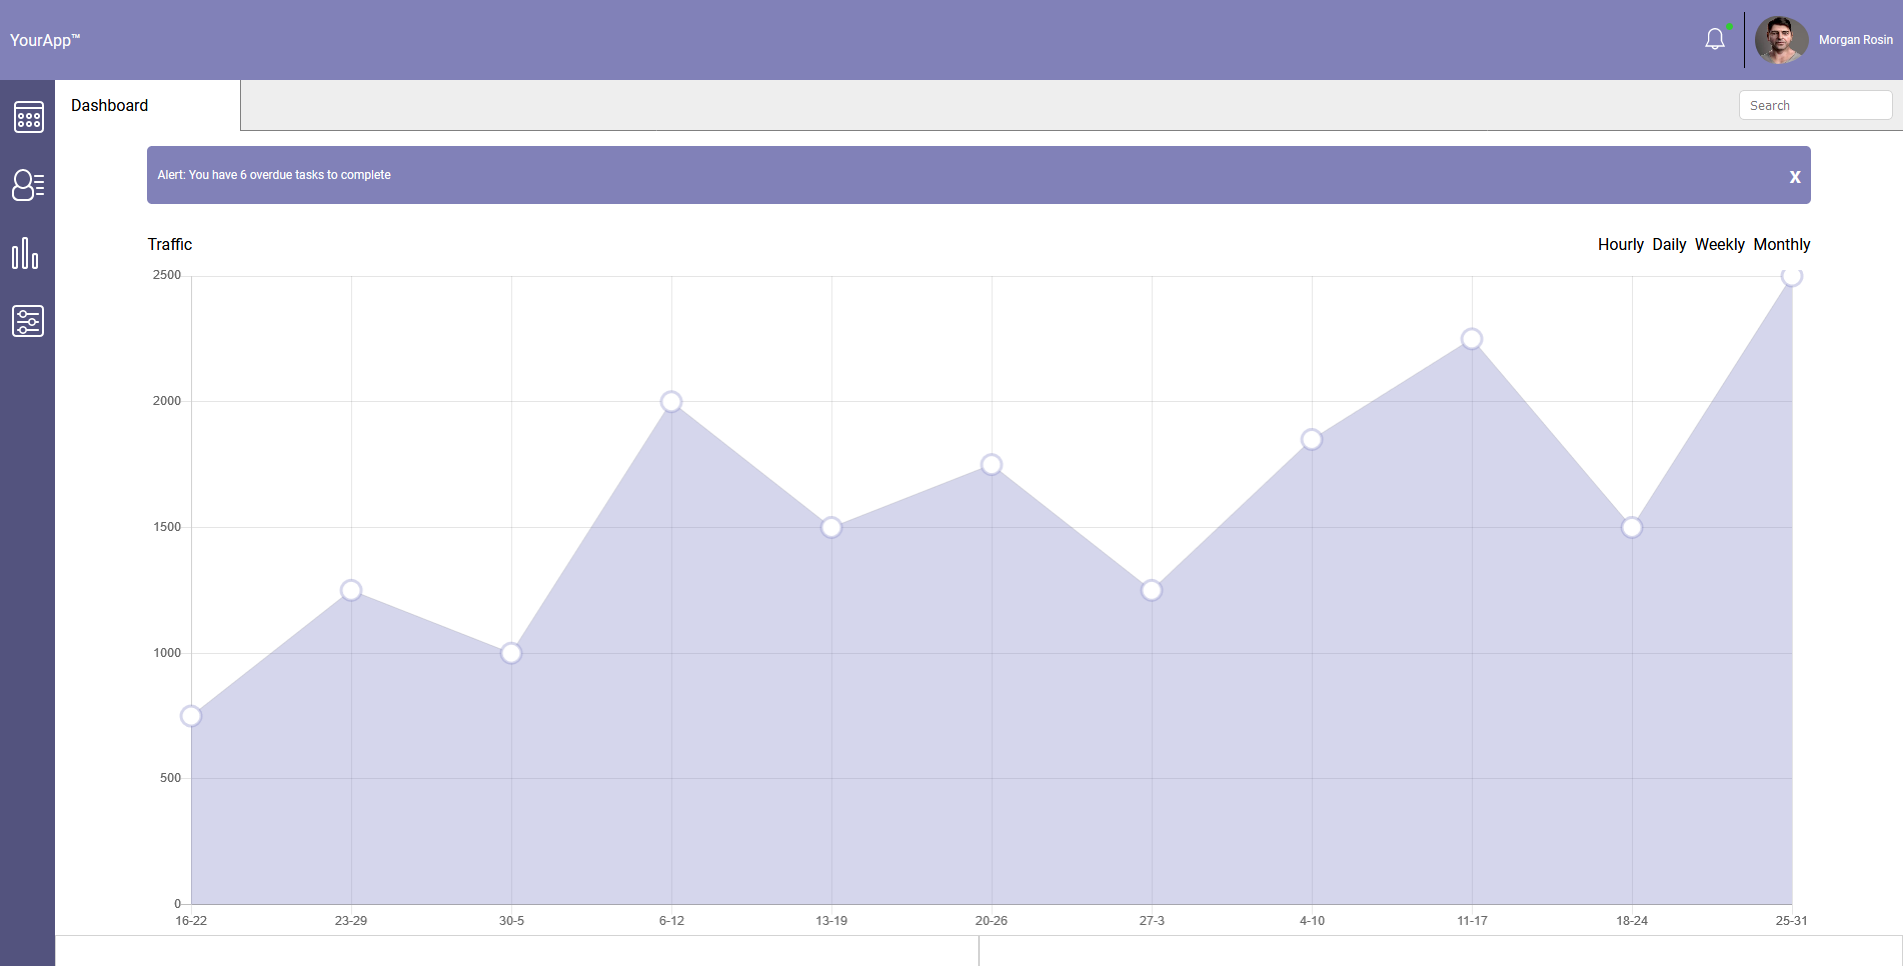 YourApp™
Morgan Rosin
Dashboard
Search
Alert: You have 6 overdue tasks to complete
X
Traffic
Hourly Daily Weekly Monthly
2500
2000
1500
1000
500
0
16-22 23-29 30-5 6-12 13-19 20-26 27-3 4-10 11-17 18-24 25-31